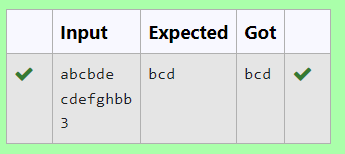 Input Expected Got
abcbde bcd bcd
cdefghbb
3